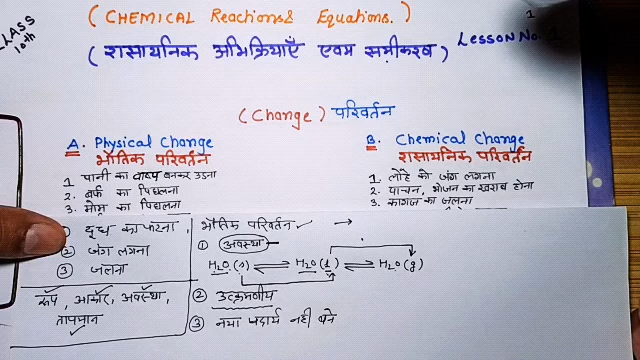 CLASS
10th
( CHEMICAL Reactions & Equations. )
1
( रासायनिक अभिक्रियाएँ एवम समीकरण )
Lesson No. 1
(Change) परिवर्तन
A. Physical Change
भौतिक परिवर्तन
1 पानी का वाष्प बनकर उड़ना
2. बर्फ का पिघलना
3. मोम का पिघलना
B. Chemical Change
रासायनिक परिवर्तन
1. लोहे को जंग लगना
2. पाचन, भोजन का खराब होना
3. कागज का जलना
① दूध का फटना
② जंग लगना
③ जलना
रूप, आकार, अवस्था,
तापमान
भौतिक परिवर्तन →
① अवस्था
H₂O(s) ⇌ H₂O(l) ⇌ H₂O(g)
② उत्क्रमणीय
③ नया पदार्थ नहीं बने